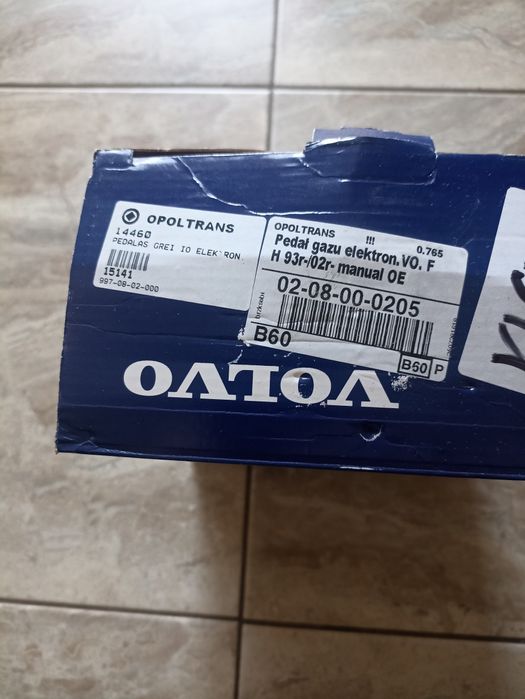 OPOLTRANS
14460
PEDALAS GREI IO ELEKTRON.
15141
997-08-02-000
OPOLTRANS !!! 0.765
Pedal gazu elektron.VO. F
H 93r-/02r- manual OE
02-08-00-0205
B60
B60 P
VOLVO